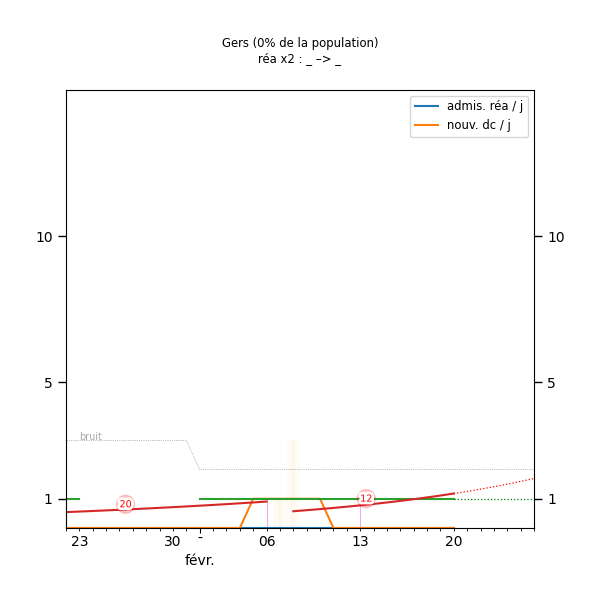 Gers (0% de la population)
réa x2 : _ –> _
admis. réa / j
nouv. dc / j
10
10
5
5
bruit
20
12
1
1
23
30
-
06
13
20
févr.